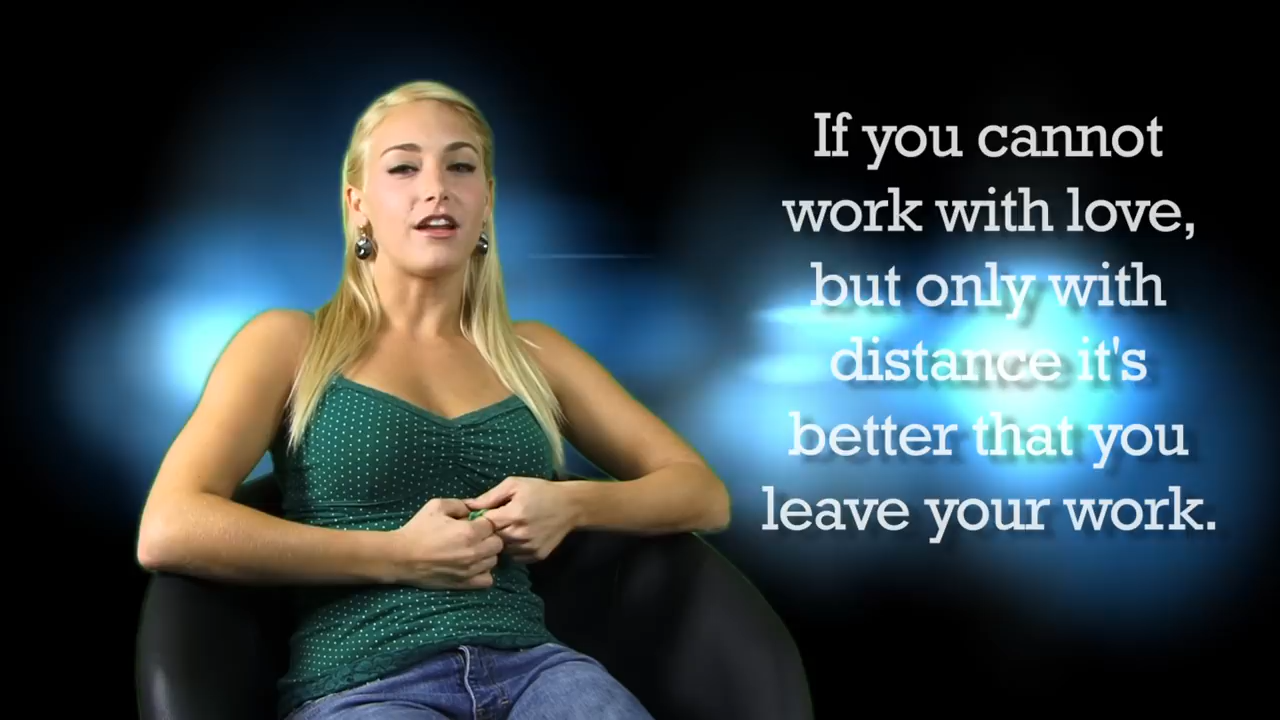 If you cannot
work with love,
but only with
distance it's
better that you
leave your work.